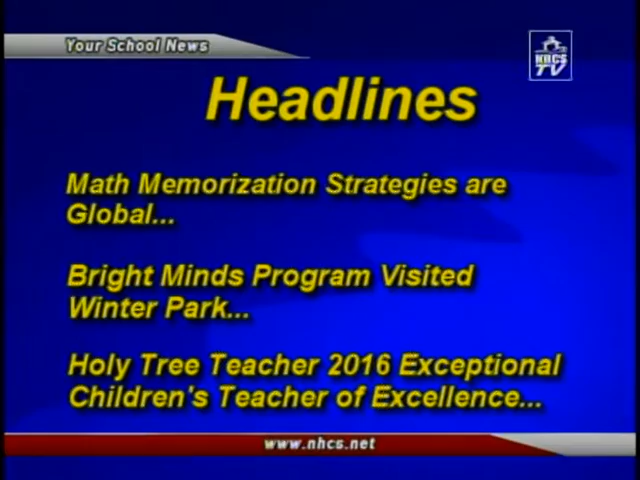 Your School News
NHCS
TV
Headlines
Math Memorization Strategies are
Global...
Bright Minds Program Visited
Winter Park...
Holy Tree Teacher 2016 Exceptional
Children's Teacher of Excellence...
www.nhcs.net